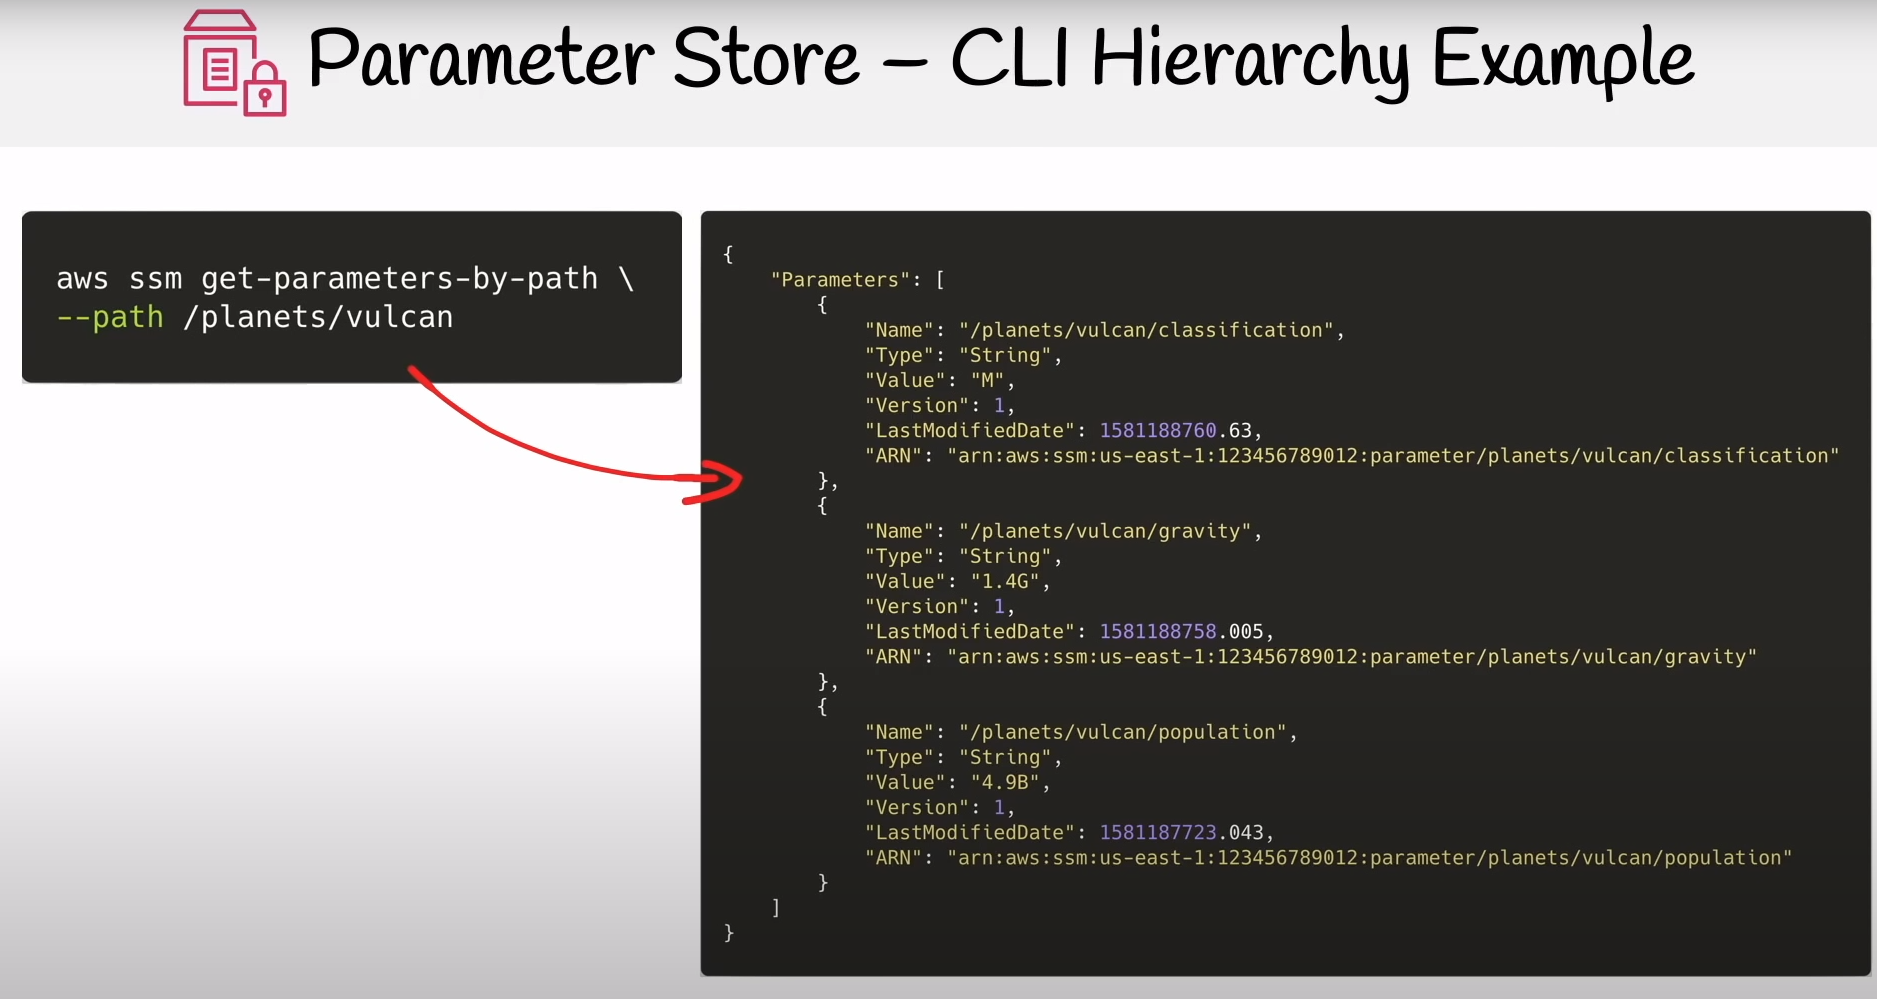 Parameter Store – CLI Hierarchy Example
aws ssm get-parameters-by-path \
--path /planets/vulcan
{
    "Parameters": [
        {
            "Name": "/planets/vulcan/classification",
            "Type": "String",
            "Value": "M",
            "Version": 1,
            "LastModifiedDate": 1581188760.63,
            "ARN": "arn:aws:ssm:us-east-1:123456789012:parameter/planets/vulcan/classification"
        },
        {
            "Name": "/planets/vulcan/gravity",
            "Type": "String",
            "Value": "1.4G",
            "Version": 1,
            "LastModifiedDate": 1581188758.005,
            "ARN": "arn:aws:ssm:us-east-1:123456789012:parameter/planets/vulcan/gravity"
        },
        {
            "Name": "/planets/vulcan/population",
            "Type": "String",
            "Value": "4.9B",
            "Version": 1,
            "LastModifiedDate": 1581187723.043,
            "ARN": "arn:aws:ssm:us-east-1:123456789012:parameter/planets/vulcan/population"
        }
    ]
}